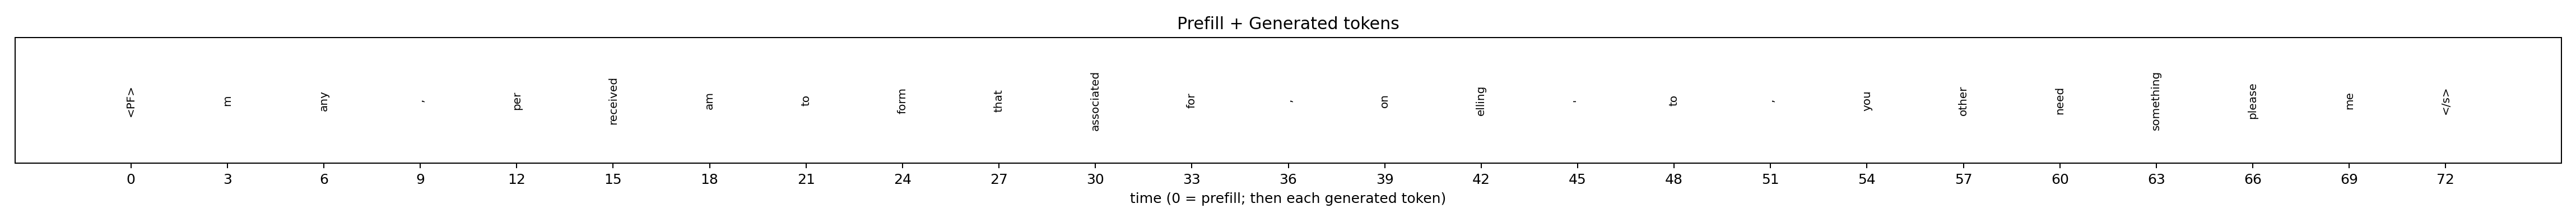 Prefill + Generated tokens
<PF> m any , per received am to form that associated for , on elling , to , you other need something please me </s>
0 3 6 9 12 15 18 21 24 27 30 33 36 39 42 45 48 51 54 57 60 63 66 69 72
time (0 = prefill; then each generated token)